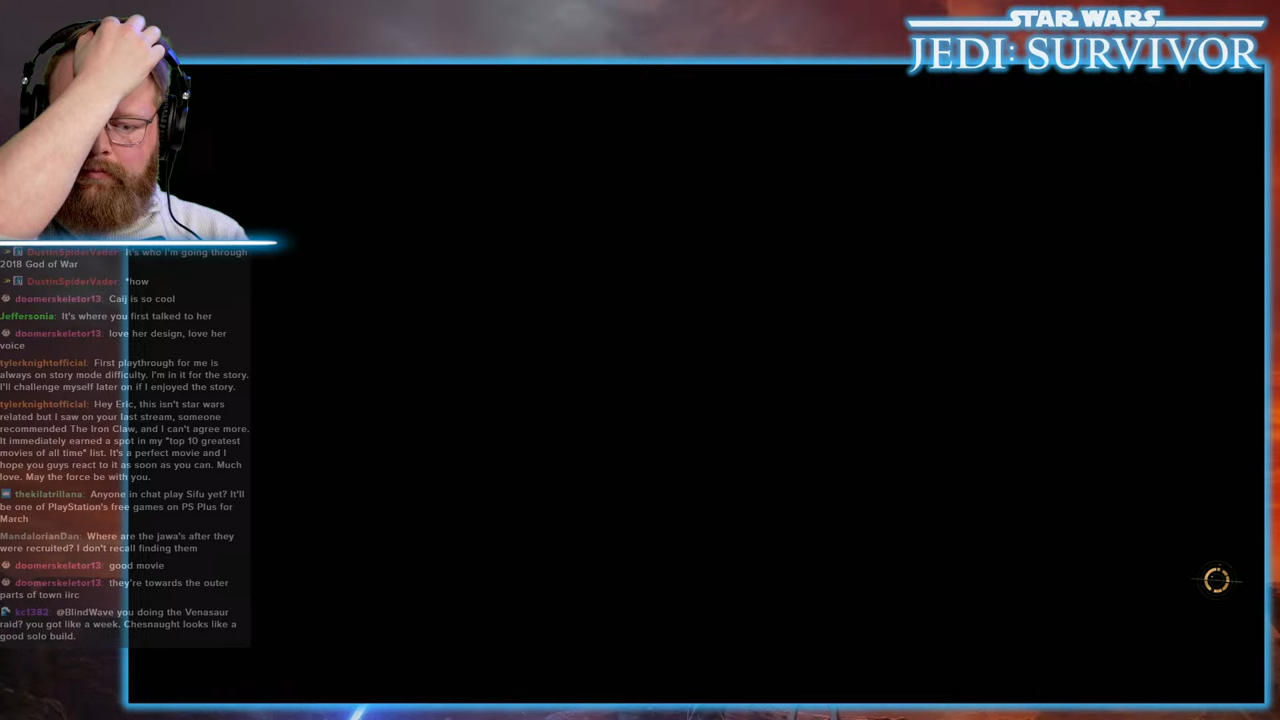 STAR WARS
JEDI: SURVIVOR
DustinSpiderVader: It's who I'm going through
2018 God of War
DustinSpiderVader: *how
doomerskeletor13: Caij is so cool
Jeffersonia: It's where you first talked to her
doomerskeletor13: love her design, love her
voice
tylerknightofficial: First playthrough for me is
always on story mode difficulty. I'm in it for the story.
I'll challenge myself later on if I enjoyed the story.
tylerknightofficial: Hey Eric, this isn't star wars
related but I saw on your last stream, someone
recommended The Iron Claw, and I can't agree more.
It immediately earned a spot in my "top 10 greatest
movies of all time" list. It's a perfect movie and I
hope you guys react to it as soon as you can. Much
love. May the force be with you.
thekilatrillana: Anyone in chat play Sifu yet? It'll
be one of PlayStation's free games on PS Plus for
March
MandalorianDan: Where are the jawa's after they
were recruited? I don't recall finding them
doomerskeletor13: good movie
doomerskeletor13: they're towards the outer
parts of town iirc
kc1382: @BlindWave you doing the Venasaur
raid? you got like a week. Chesnaught looks like a
good solo build.